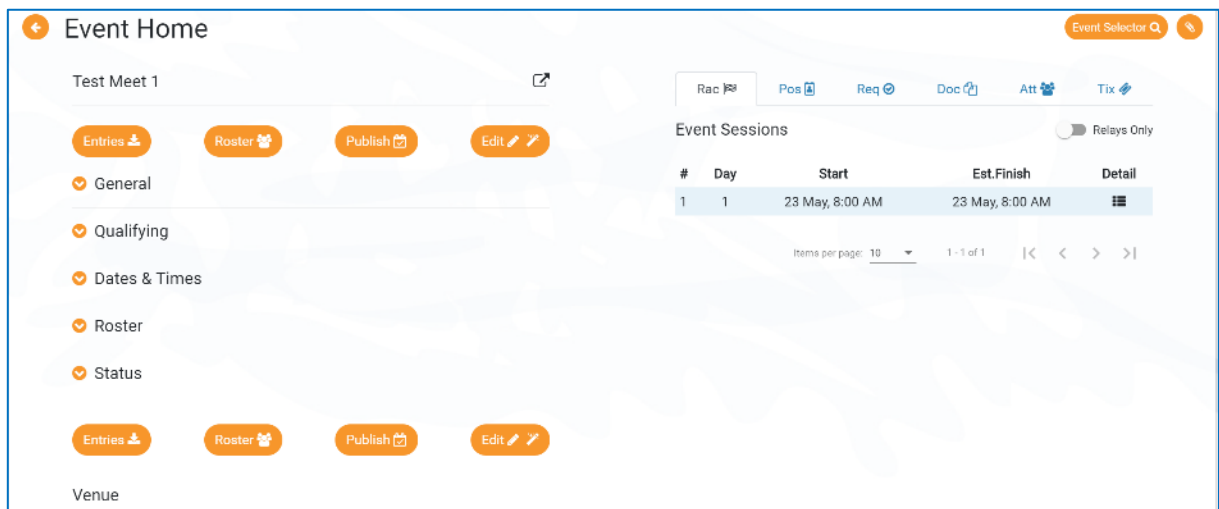 Event Home
Event Selector
Test Meet 1
Entries Roster Publish Edit
General
Qualifying
Dates & Times
Roster
Status
Entries Roster Publish Edit
Venue
Rac Pos Req Doc Att Tix
Event Sessions Relays Only
# Day Start Est.Finish Detail
1 1 23 May, 8:00 AM 23 May, 8:00 AM
Items per page: 10 1 - 1 of 1